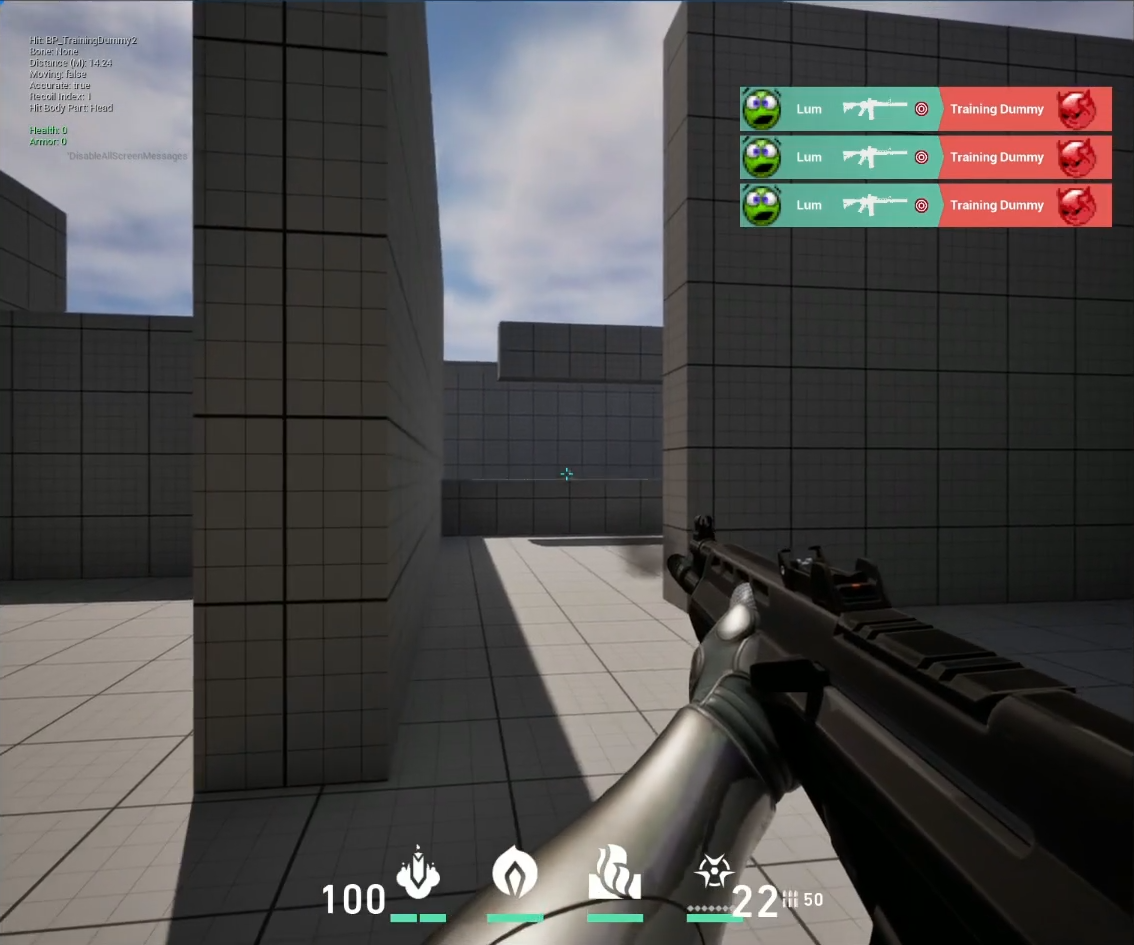 Hit: BP_TrainingDummy2
Bone: None
Distance (M): 14.24
Moving: false
Accurate: true
Recoil Index: 1
Hit Body Part: Head
Health: 0
Armor: 0
'DisableAllScreenMessages
Lum Training Dummy
Lum Training Dummy
Lum Training Dummy
100 22 50